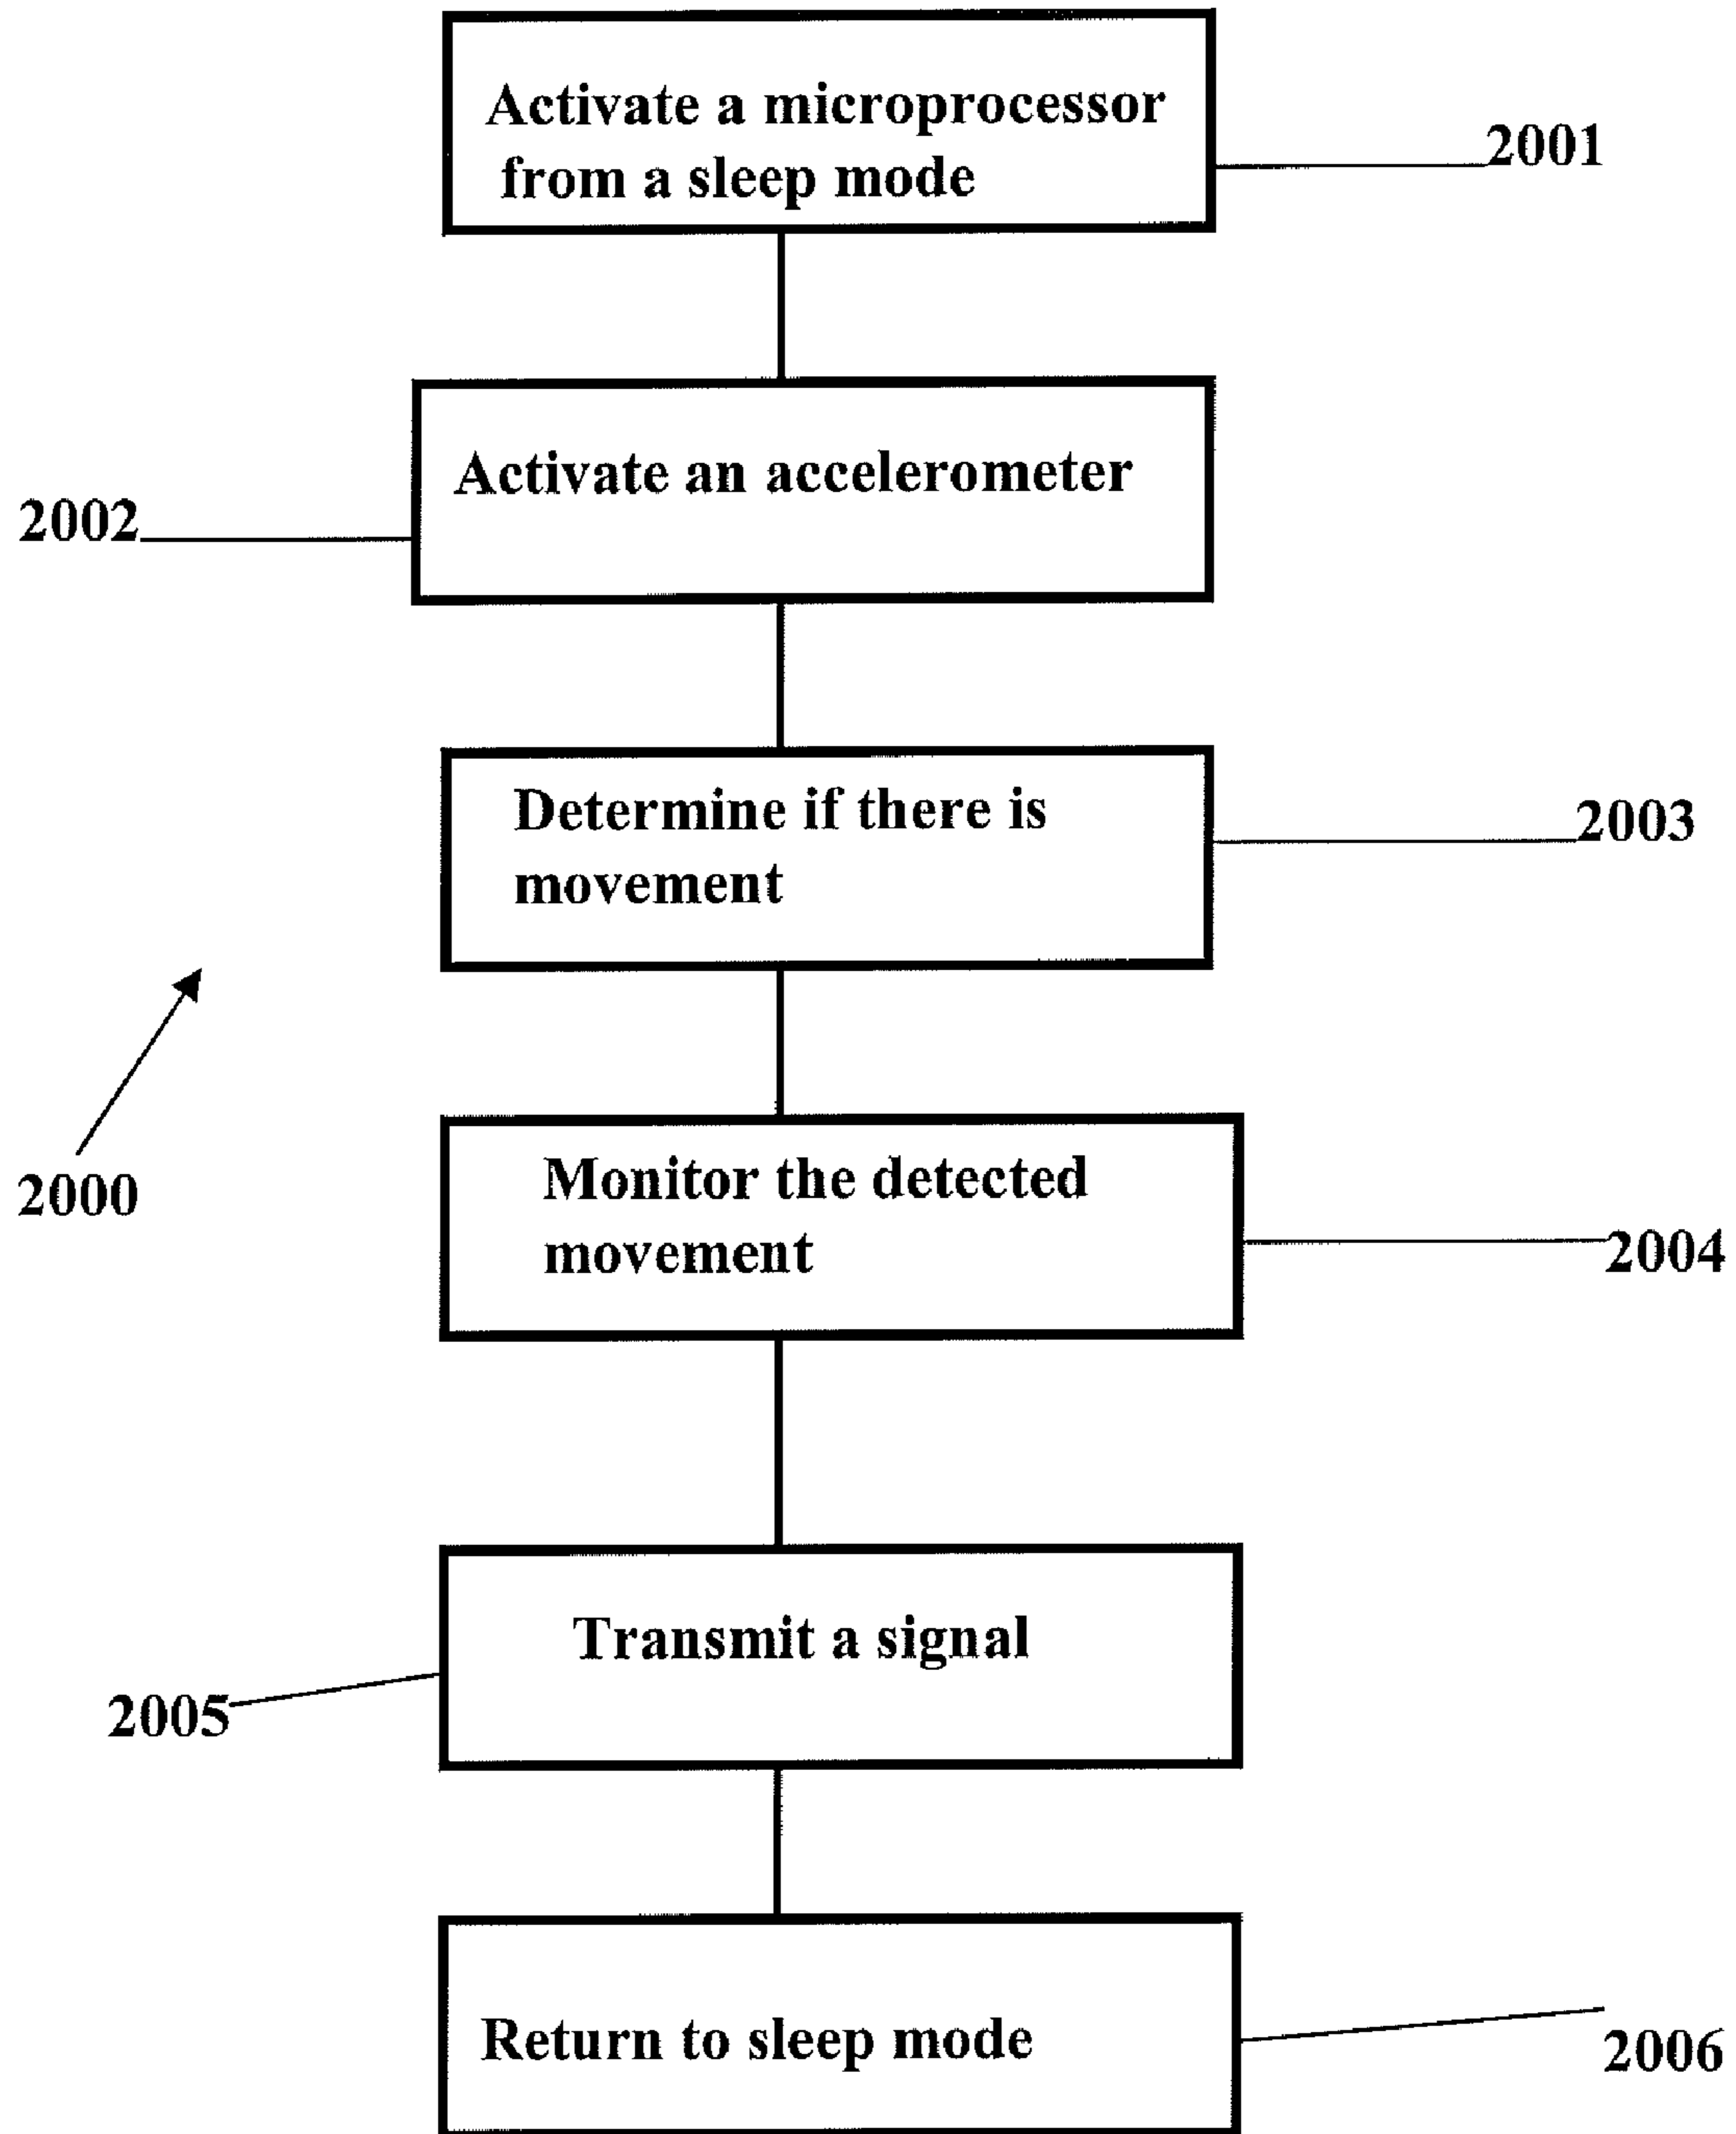 Activate a microprocessor
from a sleep mode
2001
Activate an accelerometer
2002
Determine if there is
movement
2003
2000
Monitor the detected
movement
2004
Transmit a signal
2005
Return to sleep mode
2006